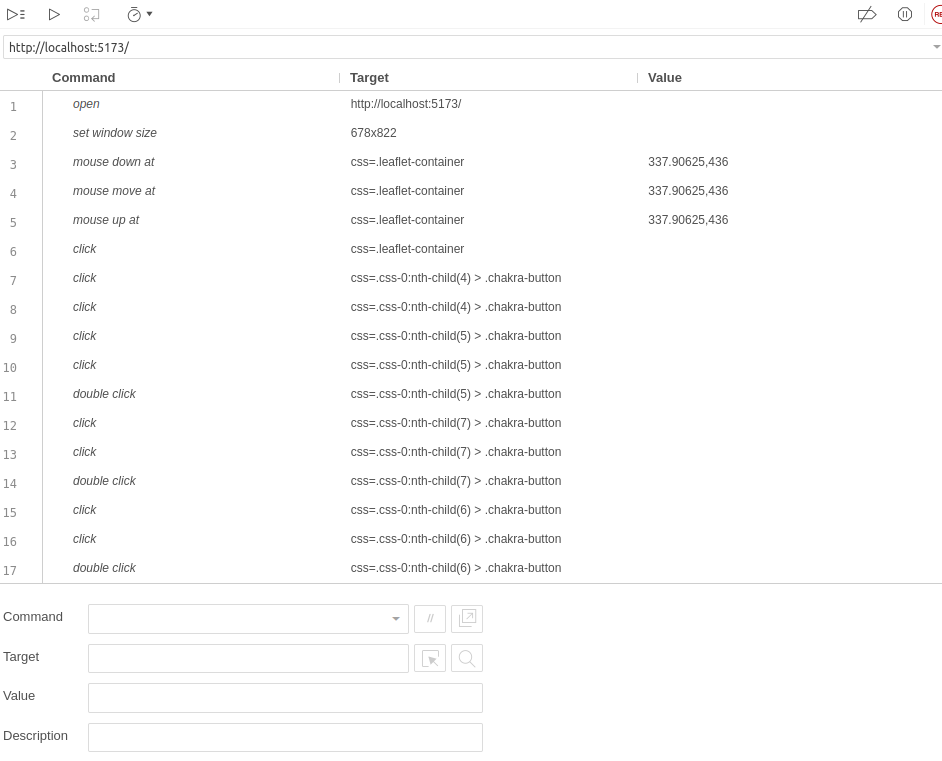 RE
http://localhost:5173/
Command Target Value
1 open http://localhost:5173/
2 set window size 678x822
3 mouse down at css=.leaflet-container 337.90625,436
4 mouse move at css=.leaflet-container 337.90625,436
5 mouse up at css=.leaflet-container 337.90625,436
6 click css=.leaflet-container
7 click css=.css-0:nth-child(4) > .chakra-button
8 click css=.css-0:nth-child(4) > .chakra-button
9 click css=.css-0:nth-child(5) > .chakra-button
10 click css=.css-0:nth-child(5) > .chakra-button
11 double click css=.css-0:nth-child(5) > .chakra-button
12 click css=.css-0:nth-child(7) > .chakra-button
13 click css=.css-0:nth-child(7) > .chakra-button
14 double click css=.css-0:nth-child(7) > .chakra-button
15 click css=.css-0:nth-child(6) > .chakra-button
16 click css=.css-0:nth-child(6) > .chakra-button
17 double click css=.css-0:nth-child(6) > .chakra-button
Command //
Target
Value
Description